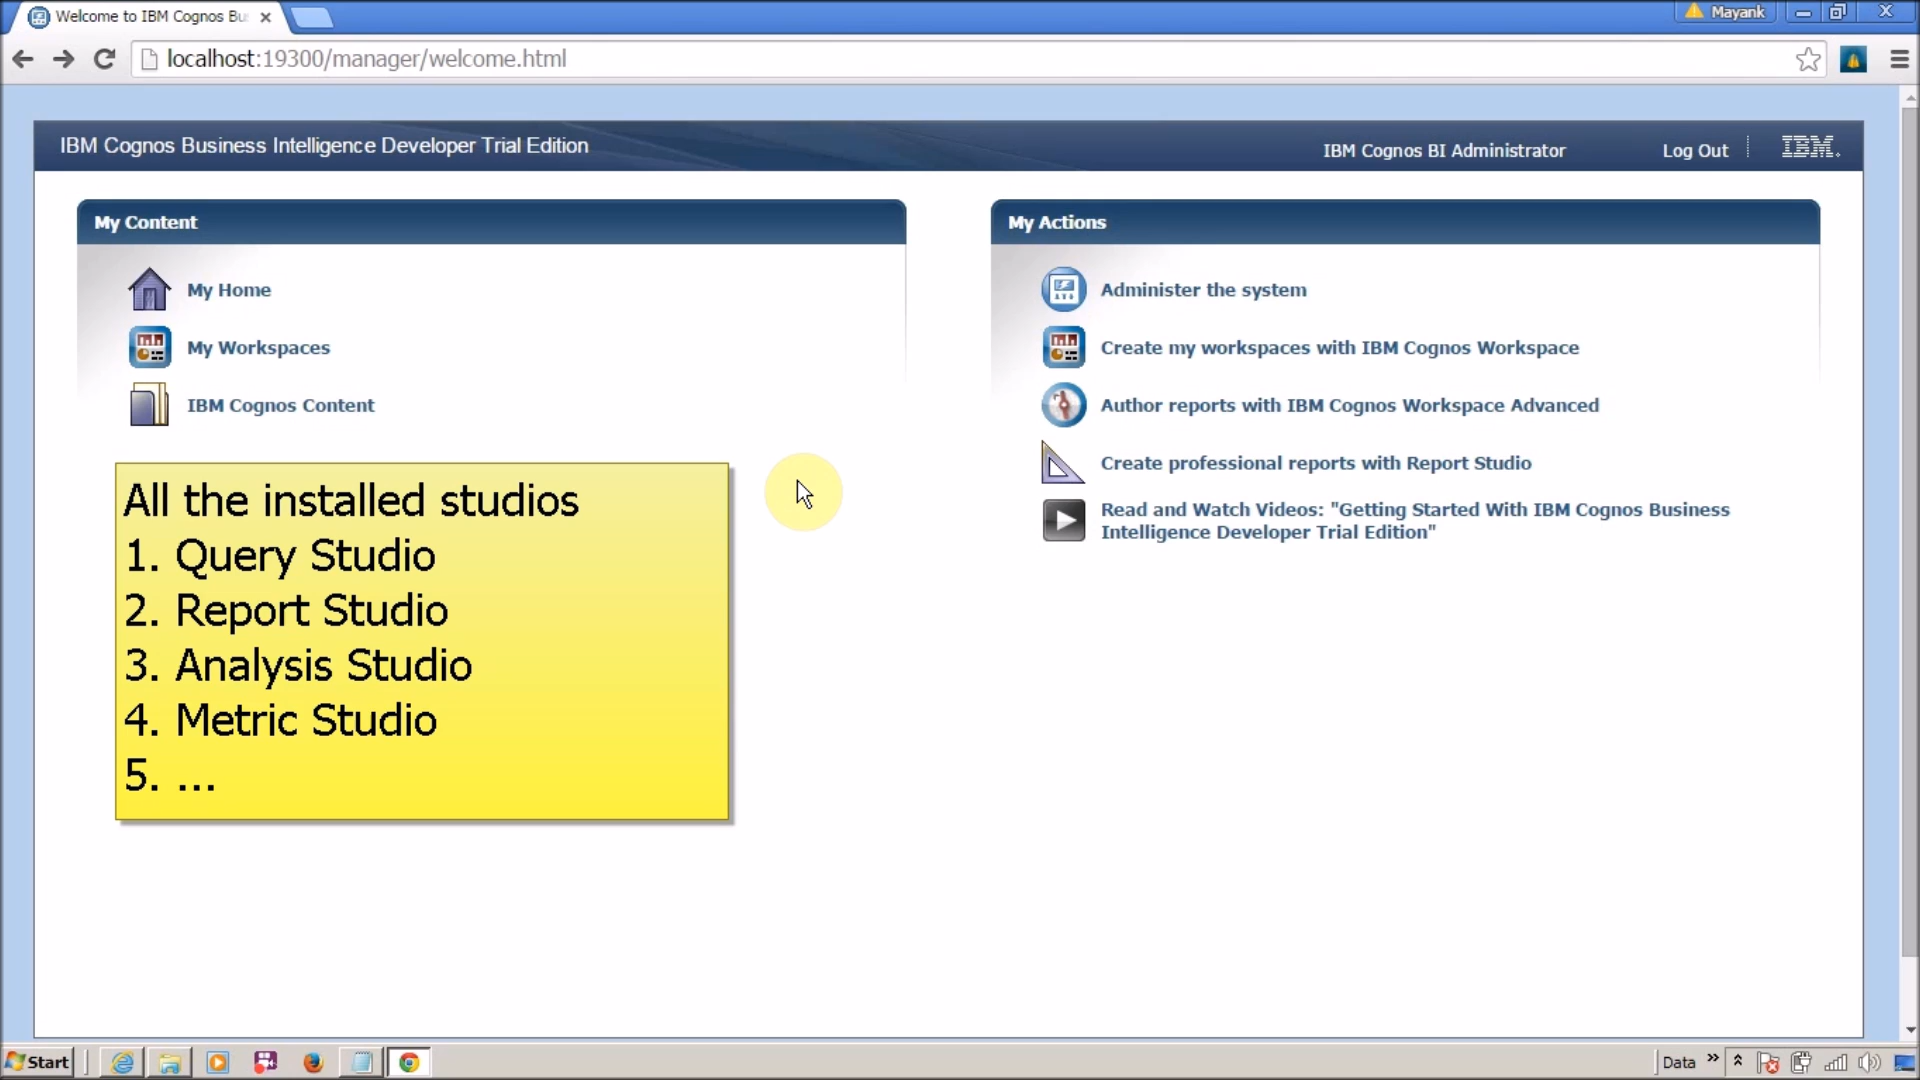 Welcome to IBM Cognos Bu
Mayank
localhost:19300/manager/welcome.html
IBM Cognos Business Intelligence Developer Trial Edition
IBM Cognos BI Administrator
Log Out
IBM.
My Content
My Home
My Workspaces
IBM Cognos Content
My Actions
Administer the system
Create my workspaces with IBM Cognos Workspace
Author reports with IBM Cognos Workspace Advanced
Create professional reports with Report Studio
Read and Watch Videos: "Getting Started With IBM Cognos Business
Intelligence Developer Trial Edition"
All the installed studios
1. Query Studio
2. Report Studio
3. Analysis Studio
4. Metric Studio
5. ...
Start
Data